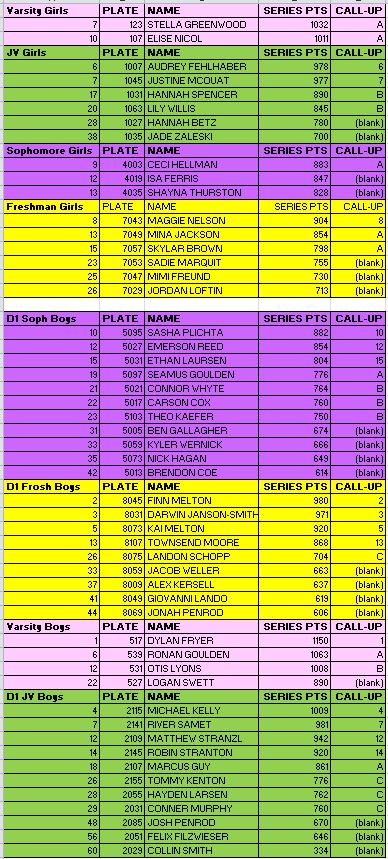 Varsity Girls PLATE NAME SERIES PTS CALL-UP
7 123 STELLA GREENWOOD 1032 A
10 107 ELISE NICOL 1011 A
JV Girls PLATE NAME SERIES PTS CALL-UP
6 1007 AUDREY FEHLHABER 978 6
7 1045 JUSTINE MCQUAT 977 7
17 1031 HANNAH SPENCER 890 B
20 1063 LILY WILLIS 845 B
28 1027 HANNAH BETZ 780 (blank)
38 1035 JADE ZALESKI 700 (blank)
Sophomore Girls PLATE NAME SERIES PTS CALL-UP
9 4003 CECI HELLMAN 883 A
12 4019 ISA FERRIS 847 (blank)
13 4035 SHAYNA THURSTON 828 (blank)
Freshman Girls PLATE NAME SERIES PTS CALL-UP
8 7043 MAGGIE NELSON 904 8
13 7049 MINA JACKSON 854 A
15 7057 SKYLAR BROWN 798 A
23 7053 SADIE MARQUIT 755 (blank)
25 7047 MIMI FREUND 730 (blank)
26 7029 JORDAN LOFTIN 713 (blank)
D1 Soph Boys PLATE NAME SERIES PTS CALL-UP
10 5095 SASHA PLICHTA 882 10
12 5027 EMERSON REED 854 12
15 5031 ETHAN LAURSEN 804 15
19 5097 SEAMUS GOULDEN 776 A
21 5021 CONNOR WHYTE 764 B
22 5017 CARSON COX 760 B
23 5103 THEO KAEFER 750 B
31 5005 BEN GALLAGHER 674 (blank)
33 5059 KYLER WERNICK 666 (blank)
35 5073 NICK HAGAN 649 (blank)
42 5013 BRENDON COE 614 (blank)
D1 Frosh Boys PLATE NAME SERIES PTS CALL-UP
2 8045 FINN MELTON 980 2
3 8031 DARWIN JANSON-SMITH 971 3
5 8073 KAI MELTON 920 5
13 8107 TOWNSEND MOORE 868 13
26 8075 LANDON SCHOPP 704 C
33 8059 JACOB WELLER 663 (blank)
37 8009 ALEX KERSELL 637 (blank)
41 8049 GIOVANNI LANDO 619 (blank)
44 8069 JONAH PENROD 606 (blank)
Varsity Boys PLATE NAME SERIES PTS CALL-UP
1 517 DYLAN FRYER 1150 1
6 539 RONAN GOULDEN 1063 A
12 531 OTIS LYONS 1008 B
22 527 LOGAN SWETT 890 (blank)
D1 JV Boys PLATE NAME SERIES PTS CALL-UP
4 2115 MICHAEL KELLY 1009 4
7 2141 RIVER SAMET 981 7
12 2109 MATTHEW STRANZL 942 12
14 2145 ROBIN STRANTON 920 14
18 2107 MARCUS GUY 861 A
26 2155 TOMMY KENTON 776 C
28 2055 HAYDEN LARSEN 762 C
29 2031 CONNER MURPHY 760 C
48 2085 JOSH PENROD 670 (blank)
56 2051 FELIX FILZWIESER 646 (blank)
60 2029 COLLIN SMITH 334 (blank)